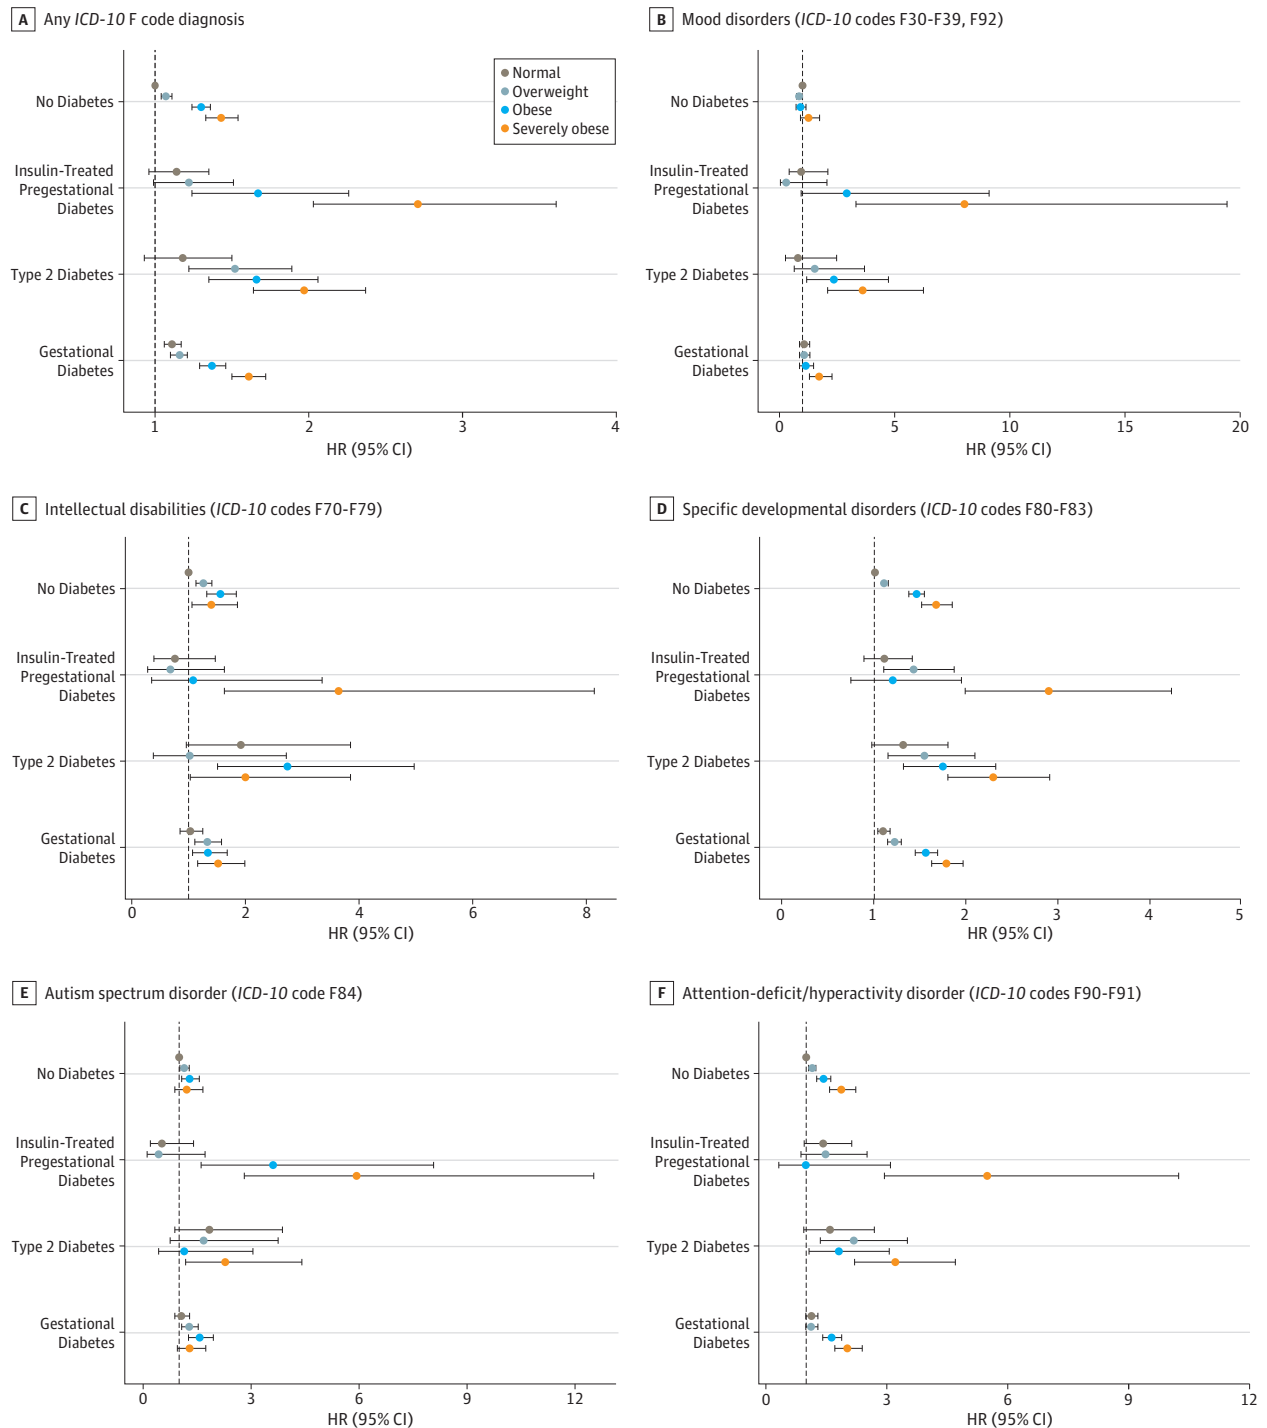 A Any ICD-10 F code diagnosis
Normal
Overweight
Obese
Severely obese
No Diabetes
Insulin-Treated
Pregestational
Diabetes
Type 2 Diabetes
Gestational
Diabetes
1 2 3 4
HR (95% CI)
B Mood disorders (ICD-10 codes F30-F39, F92)
No Diabetes
Insulin-Treated
Pregestational
Diabetes
Type 2 Diabetes
Gestational
Diabetes
0 5 10 15 20
HR (95% CI)
C Intellectual disabilities (ICD-10 codes F70-F79)
No Diabetes
Insulin-Treated
Pregestational
Diabetes
Type 2 Diabetes
Gestational
Diabetes
0 2 4 6 8
HR (95% CI)
D Specific developmental disorders (ICD-10 codes F80-F83)
No Diabetes
Insulin-Treated
Pregestational
Diabetes
Type 2 Diabetes
Gestational
Diabetes
0 1 2 3 4 5
HR (95% CI)
E Autism spectrum disorder (ICD-10 code F84)
No Diabetes
Insulin-Treated
Pregestational
Diabetes
Type 2 Diabetes
Gestational
Diabetes
0 3 6 9 12
HR (95% CI)
F Attention-deficit/hyperactivity disorder (ICD-10 codes F90-F91)
No Diabetes
Insulin-Treated
Pregestational
Diabetes
Type 2 Diabetes
Gestational
Diabetes
0 3 6 9 12
HR (95% CI)